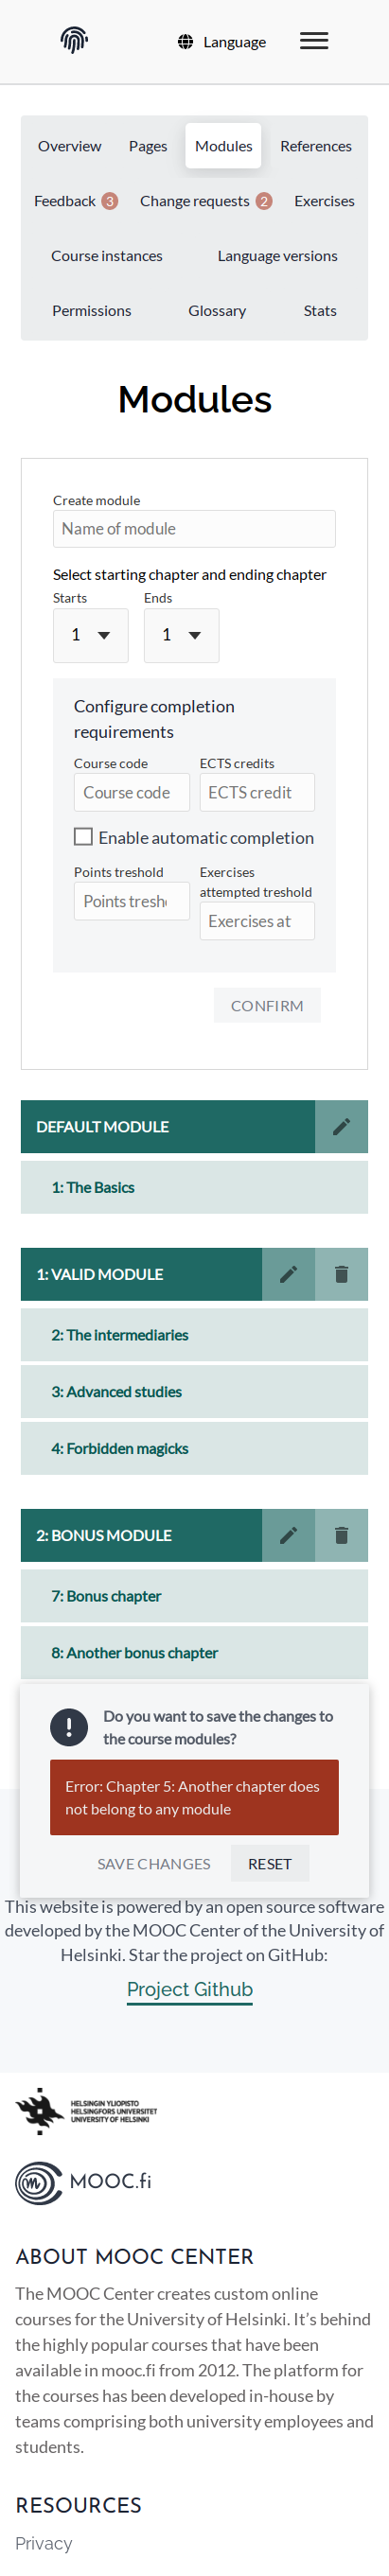 Language
Overview Pages Modules References
Feedback 3 Change requests 2 Exercises
Course instances Language versions
Permissions Glossary Stats
Modules
Create module
Name of module
Select starting chapter and ending chapter
Starts Ends
1 1
Configure completion
requirements
Course code ECTS credits
Course code ECTS credit
Enable automatic completion
Points treshold Exercises
attempted treshold
Points tresho
Exercises at
CONFIRM
DEFAULT MODULE
1: The Basics
1: VALID MODULE
2: The intermediaries
3: Advanced studies
4: Forbidden magicks
2: BONUS MODULE
7: Bonus chapter
8: Another bonus chapter
Do you want to save the changes to
the course modules?
Error: Chapter 5: Another chapter does
not belong to any module
SAVE CHANGES RESET
This website is powered by an open source software
developed by the MOOC Center of the University of
Helsinki. Star the project on GitHub:
Project Github
HELSINGIN YLIOPISTO
HELSINGFORS UNIVERSITET
UNIVERSITY OF HELSINKI
MOOC.fi
ABOUT MOOC CENTER
The MOOC Center creates custom online
courses for the University of Helsinki. It’s behind
the highly popular courses that have been
available in mooc.fi from 2012. The platform for
the courses has been developed in-house by
teams comprising both university employees and
students.
RESOURCES
Privacy